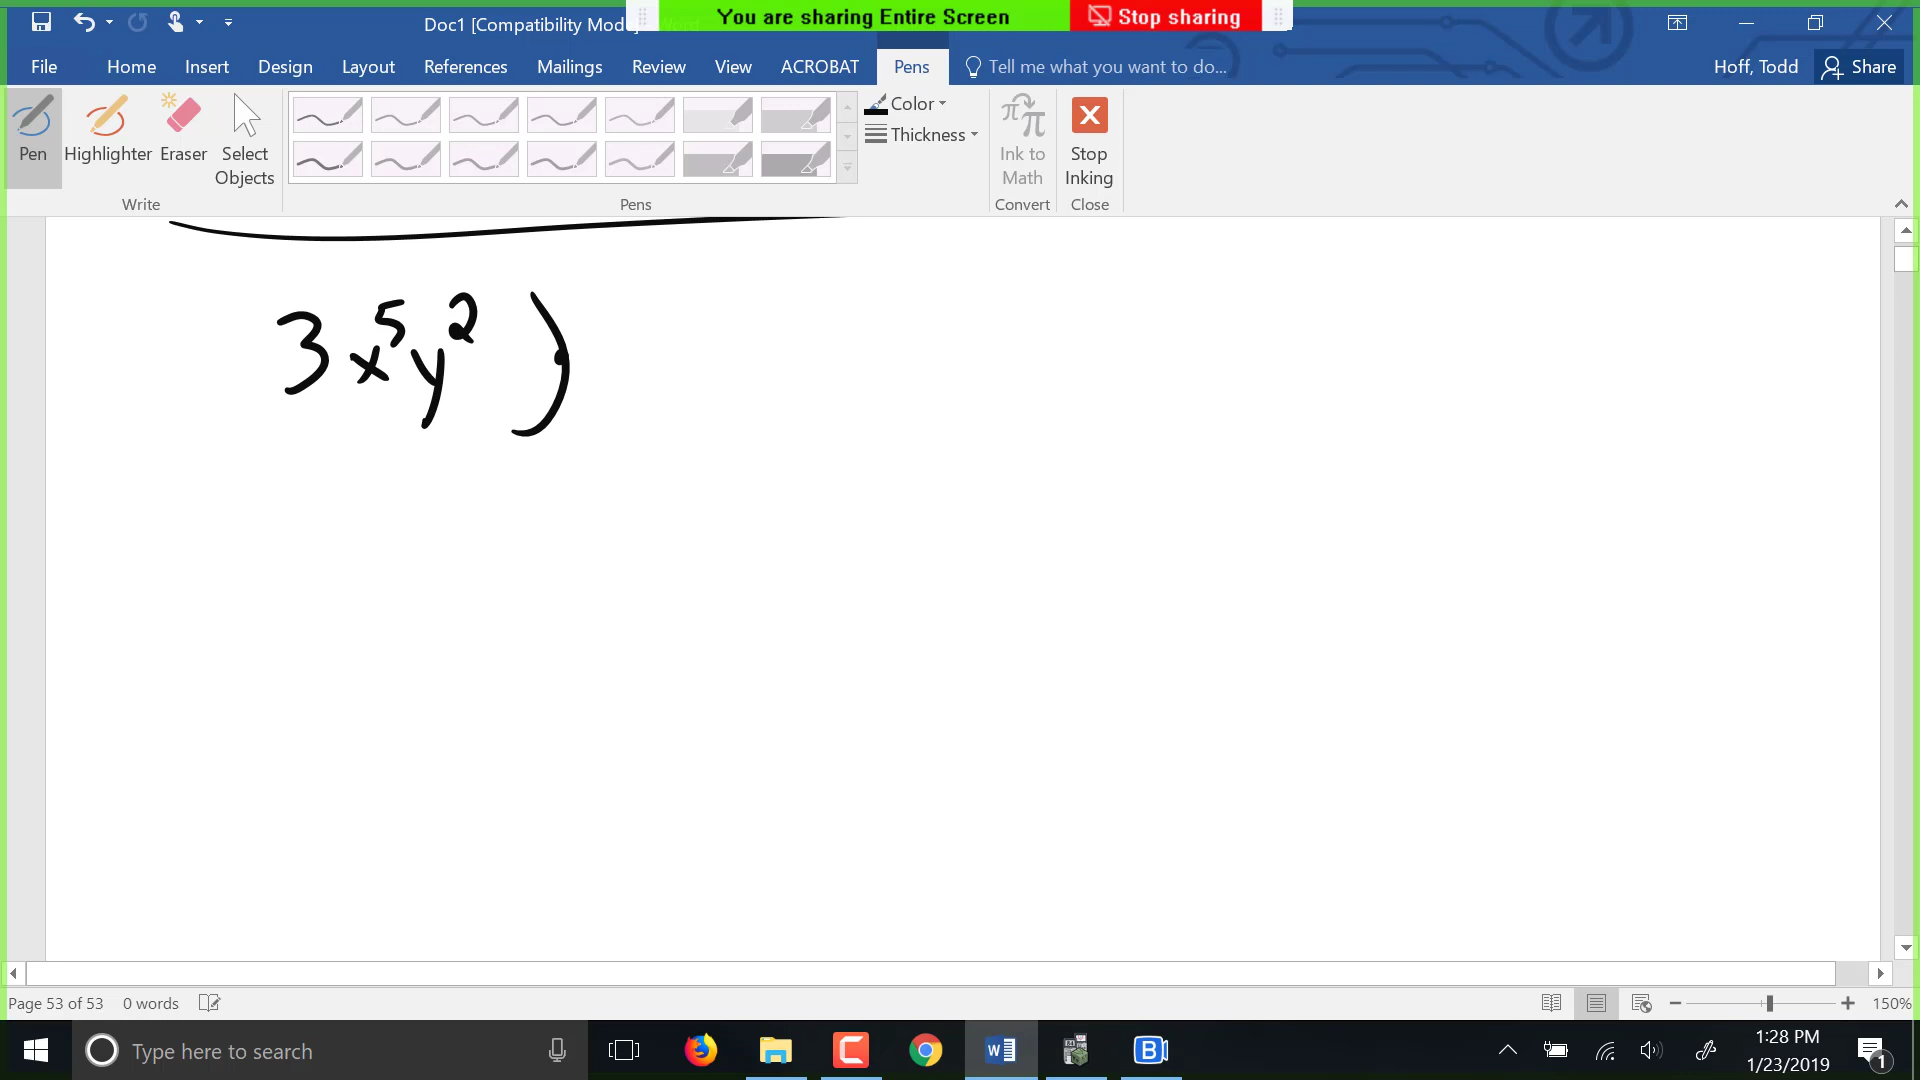 Doc1 [Compatibility Mode] - Word
You are sharing Entire Screen
Stop sharing
File Home Insert Design Layout References Mailings Review View ACROBAT Pens Tell me what you want to do... Hoff, Todd Share
Pen Highlighter Eraser Select Objects
Color
Thickness
Ink to Math
Stop Inking
Write Pens Convert Close
3x⁵y² )
Page 53 of 53 0 words 150%
Type here to search
1:28 PM
1/23/2019
1